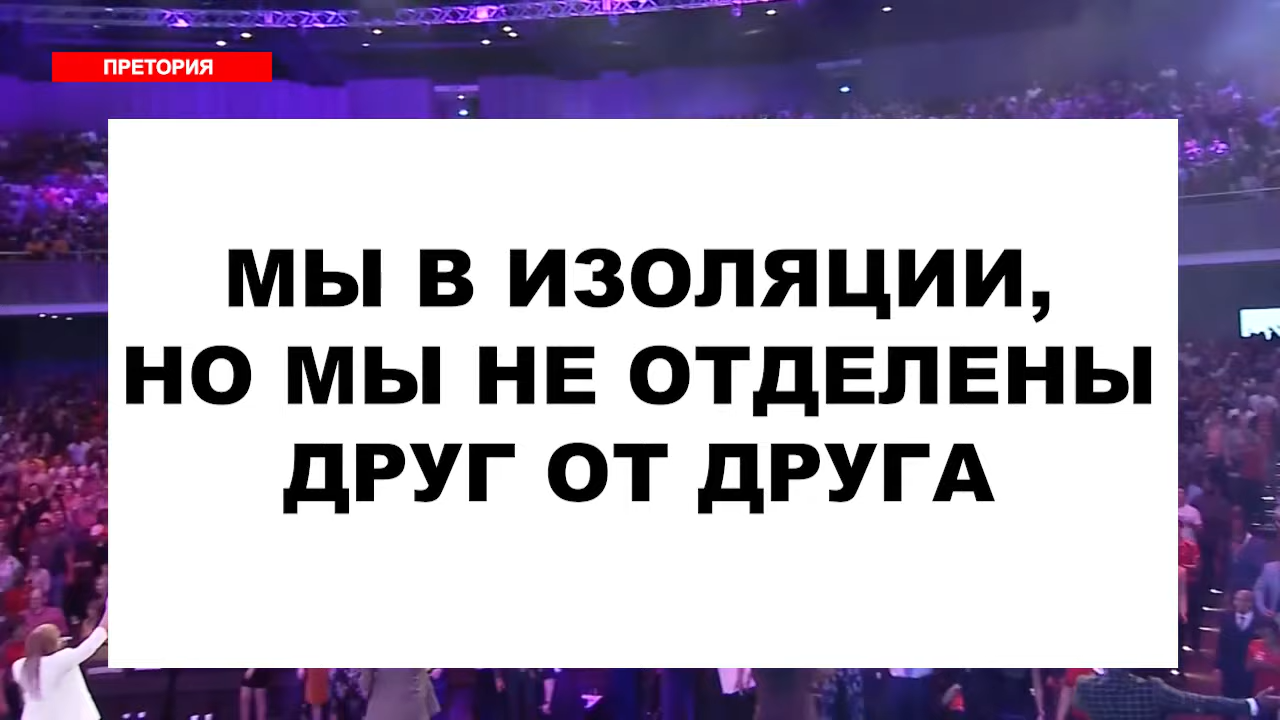 ПРЕТОРИЯ
МЫ В ИЗОЛЯЦИИ,
НО МЫ НЕ ОТДЕЛЕНЫ
ДРУГ ОТ ДРУГА